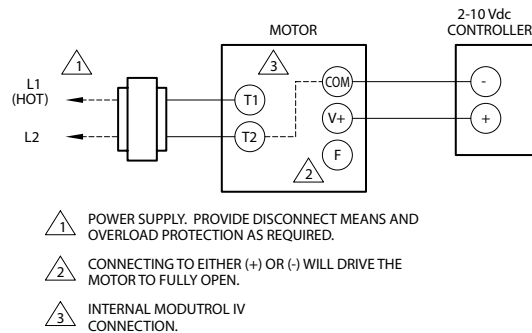 2-10 Vdc
CONTROLLER
MOTOR
1
3
L1
(HOT)
T1
COM
-
L2
T2
V+
+
F
2
1 POWER SUPPLY. PROVIDE DISCONNECT MEANS AND
OVERLOAD PROTECTION AS REQUIRED.
2 CONNECTING TO EITHER (+) OR (-) WILL DRIVE THE
MOTOR TO FULLY OPEN.
3 INTERNAL MODUTROL IV
CONNECTION.